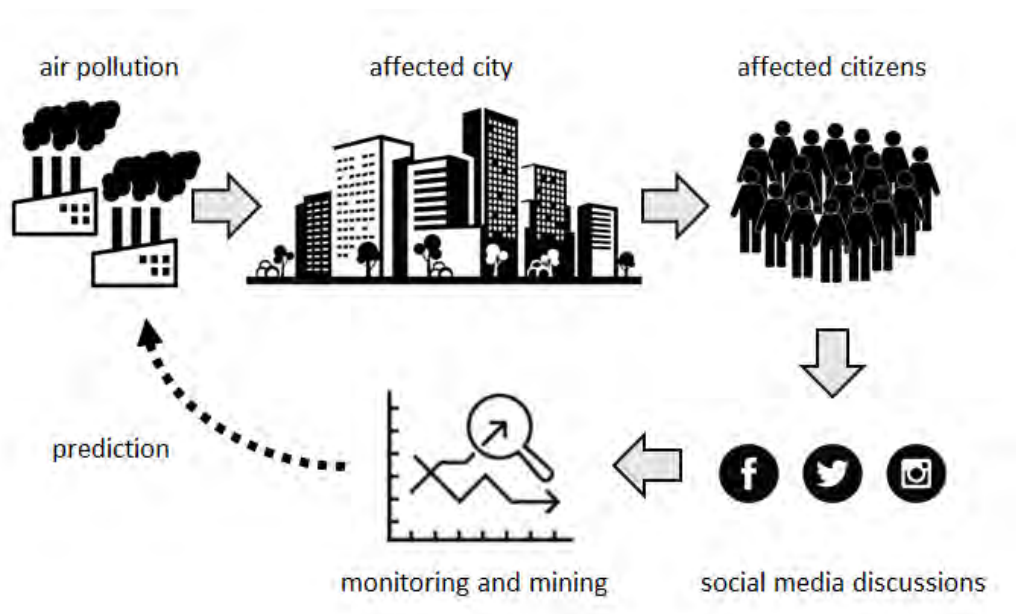 air pollution
affected city
affected citizens
prediction
monitoring and mining
social media discussions